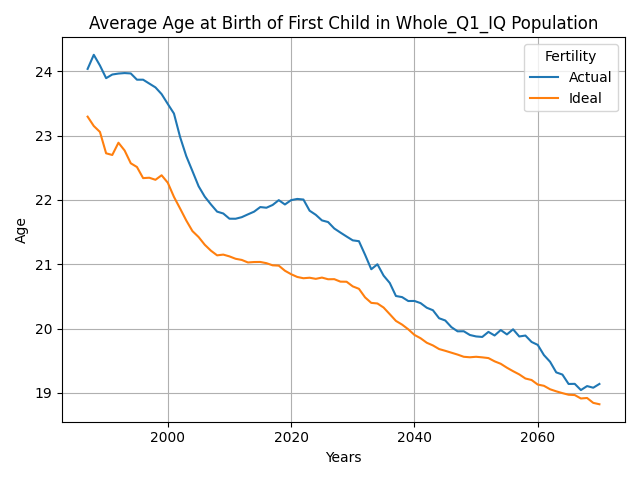 Average Age at Birth of First Child in Whole_Q1_IQ Population
Fertility
Actual
Ideal
24
23
22
21
20
19
Age
2000
2020
2040
2060
Years